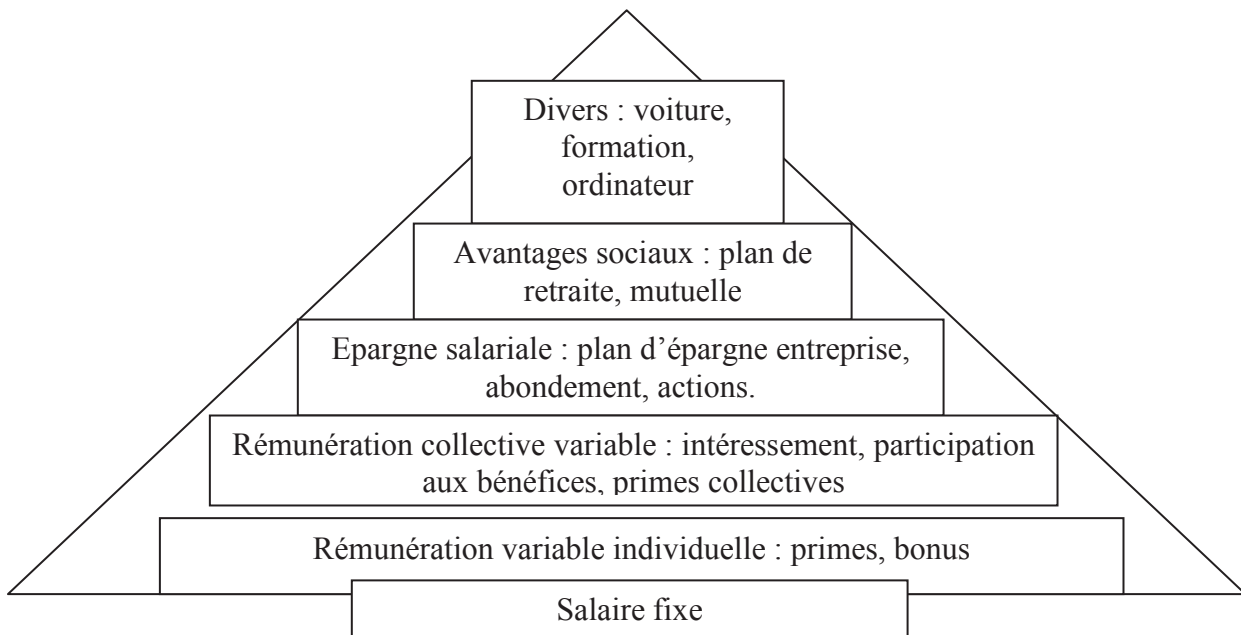 Divers : voiture,
formation,
ordinateur
Avantages sociaux : plan de
retraite, mutuelle
Epargne salariale : plan d’épargne entreprise,
abondement, actions.
Rémunération collective variable : intéressement, participation
aux bénéfices, primes collectives
Rémunération variable individuelle : primes, bonus
Salaire fixe